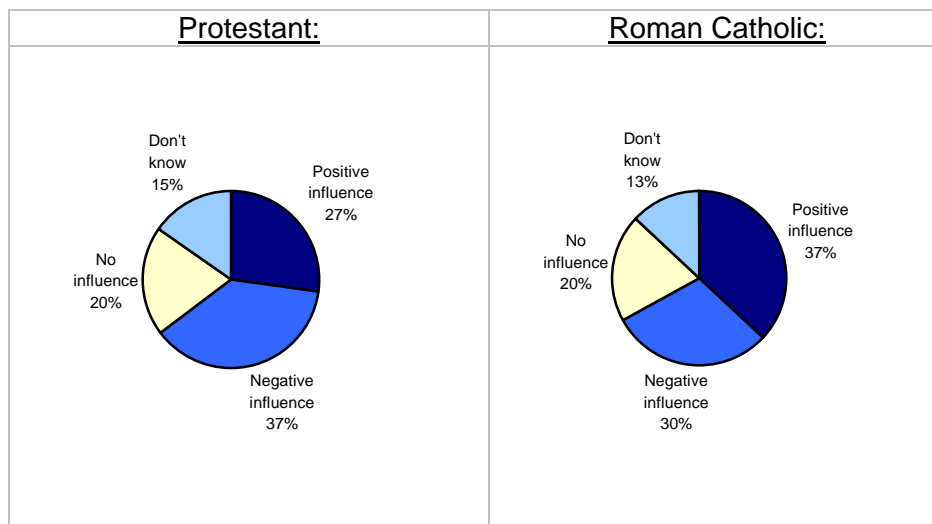 Protestant:
Don't
know
15%
Positive
influence
27%
No
influence
20%
Negative
influence
37%
Roman Catholic:
Don't
know
13%
Positive
influence
37%
No
influence
20%
Negative
influence
30%